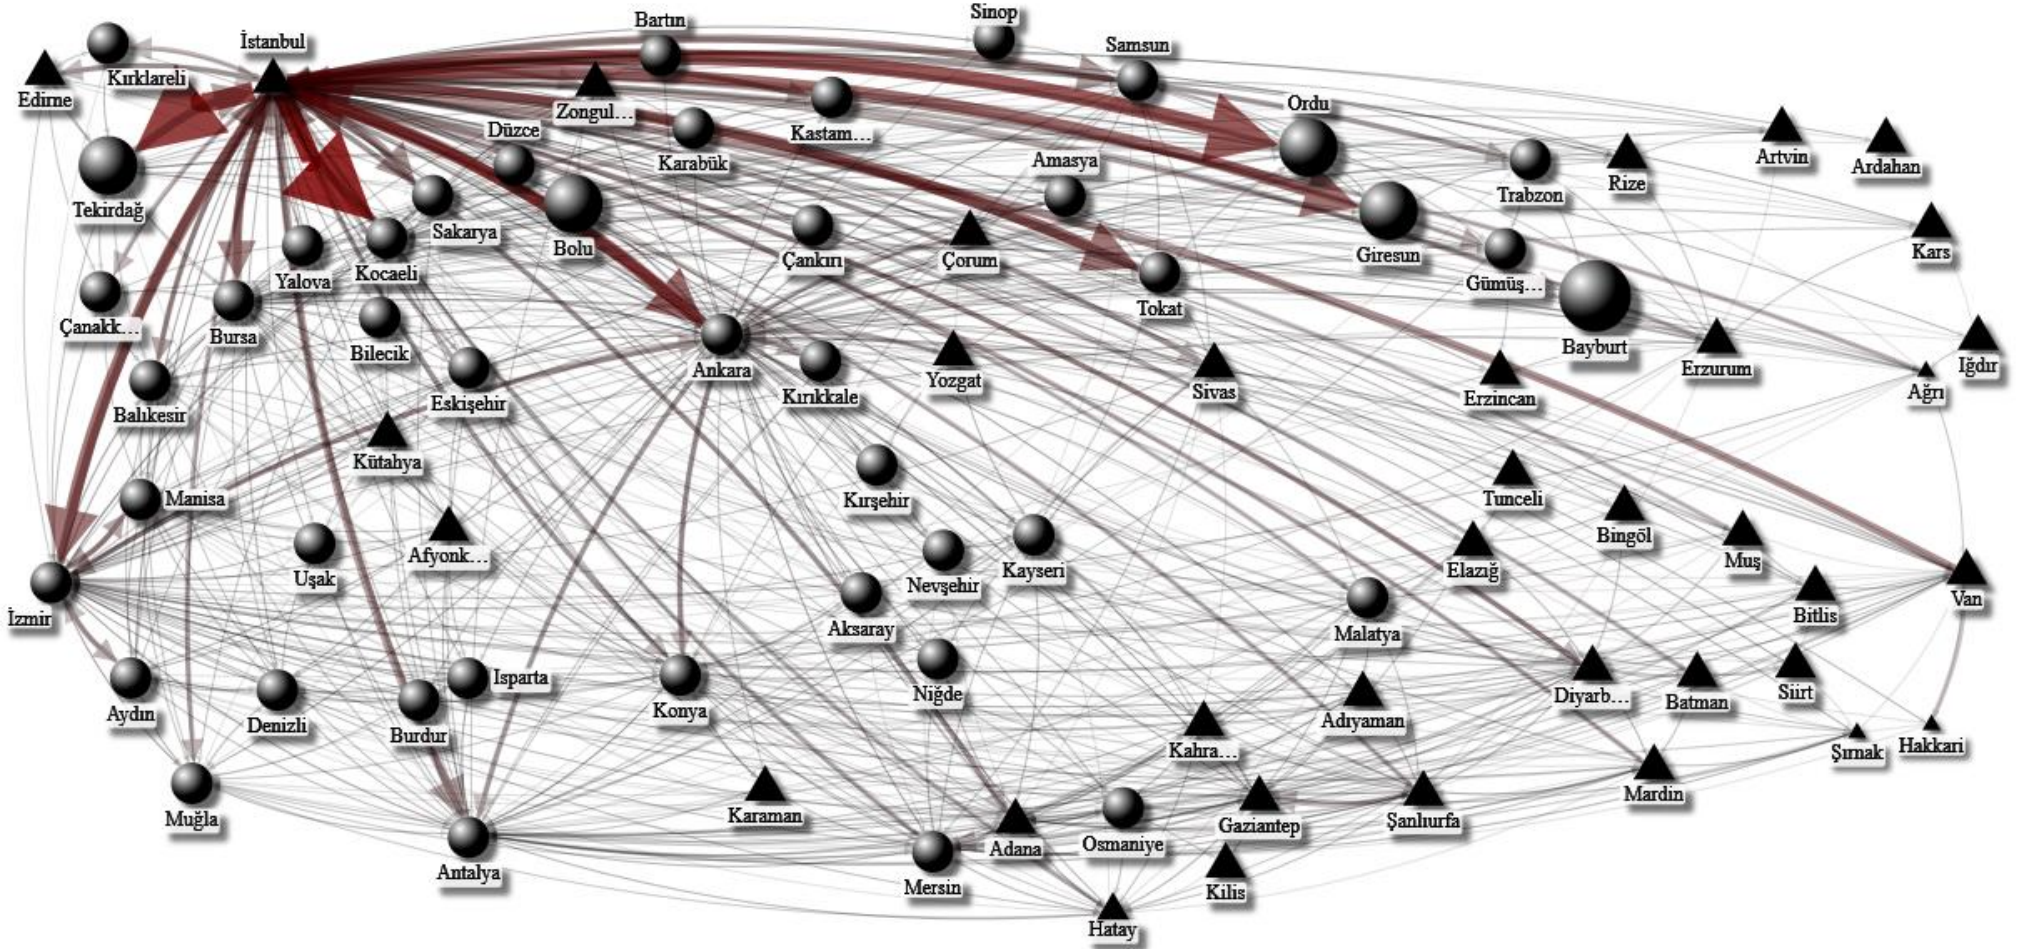 Bartın
Sinop
İstanbul
Samsun
Kırklareli
Edirne
Zongul...
Ordu
Düzce
Kastam...
Karabük
Amasya
Artvin
Ardahan
Trabzon
Rize
Tekirdağ
Sakarya
Bolu
Çankırı
Çorum
Giresun
Kars
Yalova
Kocaeli
Gümüş...
Tokat
Çanakk...
Bursa
Bilecik
Bayburt
Erzurum
Iğdır
Ankara
Yozgat
Sivas
Erzincan
Ağrı
Balıkesir
Eskişehir
Kırıkkale
Kütahya
Manisa
Kırşehir
Tunceli
Bingöl
Uşak
Afyonk...
Nevşehir
Kayseri
Elazığ
Muş
Van
İzmir
Aksaray
Malatya
Bitlis
Isparta
Aydın
Denizli
Burdur
Konya
Niğde
Adıyaman
Diyarb...
Batman
Siirt
Kahra...
Şırnak
Hakkari
Muğla
Karaman
Mardin
Antalya
Mersin
Adana
Osmaniye
Gaziantep
Şanlıurfa
Kilis
Hatay